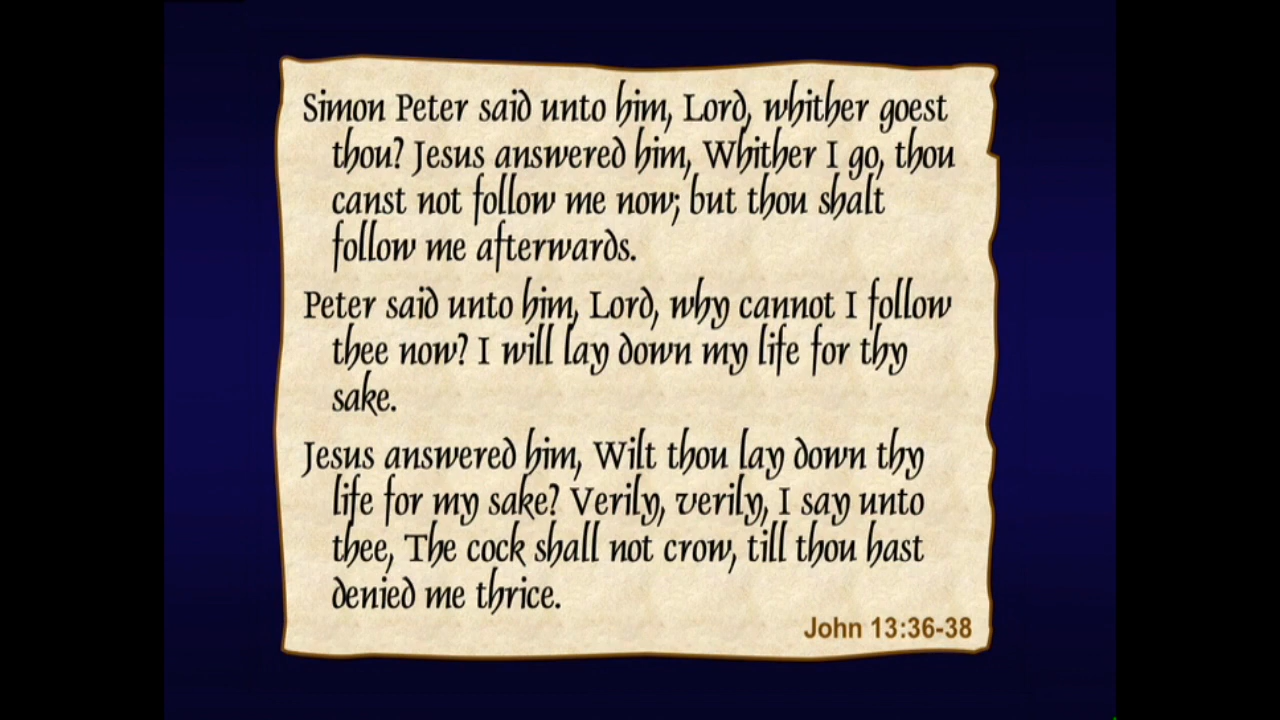 Simon Peter said unto him, Lord, whither goest
thou? Jesus answered him, Whither I go, thou
canst not follow me now; but thou shalt
follow me afterwards.
Peter said unto him, Lord, why cannot I follow
thee now? I will lay down my life for thy
sake.
Jesus answered him, Wilt thou lay down thy
life for my sake? Verily, verily, I say unto
thee, The cock shall not crow, till thou hast
denied me thrice.
John 13:36-38